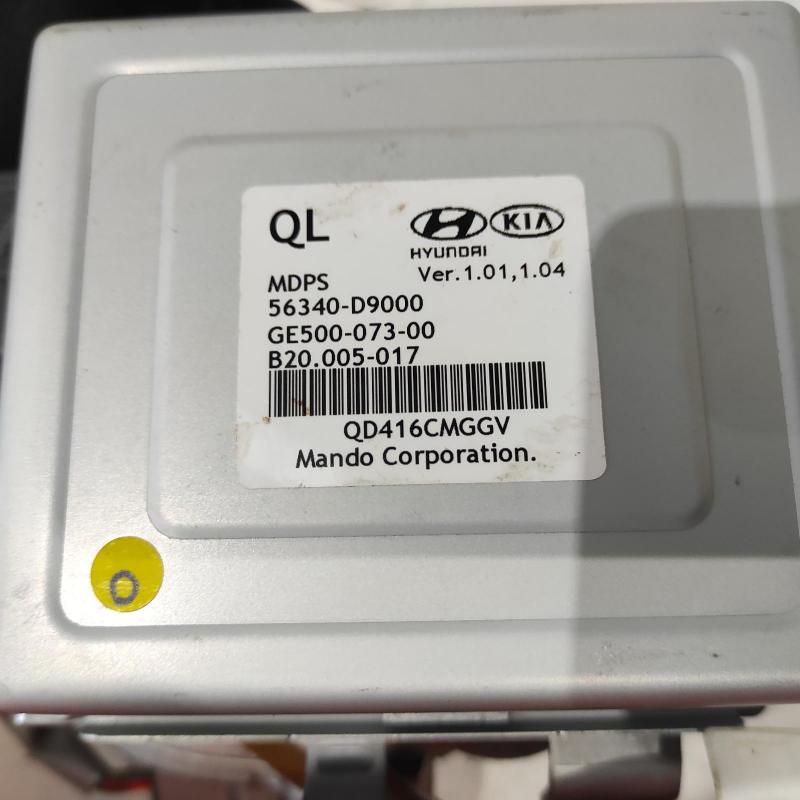 QL
HYUNDAI KIA
Ver.1.01,1.04
MDPS
56340-D9000
GE500-073-00
B20.005-017
QD416CMGGV
Mando Corporation.
O